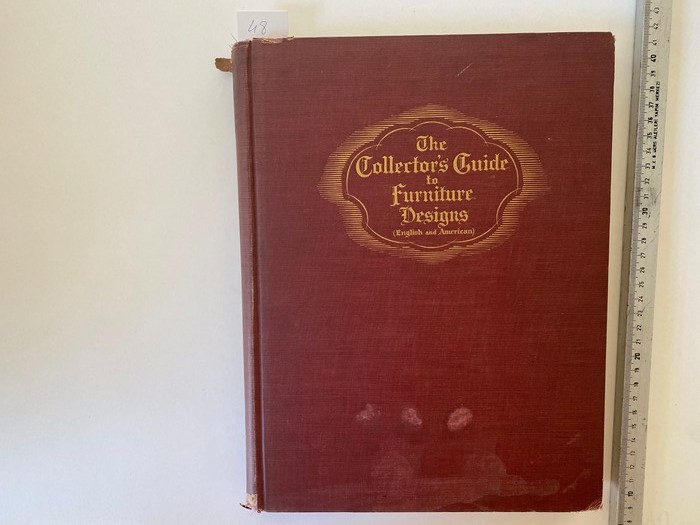 48
The
Collector's Guide
to
Furniture
Designs
(English and American)